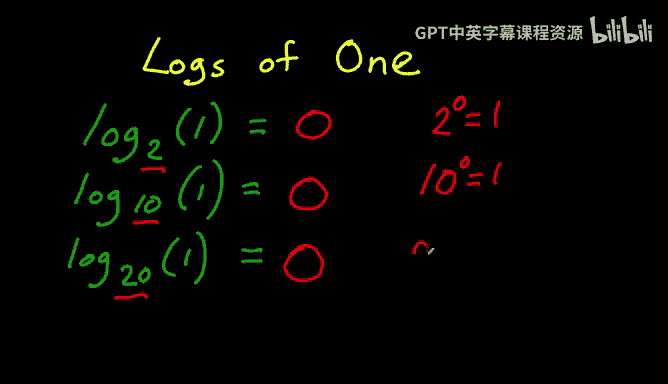 GPT中英字幕课程资源 bilibili
Logs of One
log₂(1) = 0 2⁰=1
log₁₀(1) = 0 10⁰=1
log₂₀(1) = 0